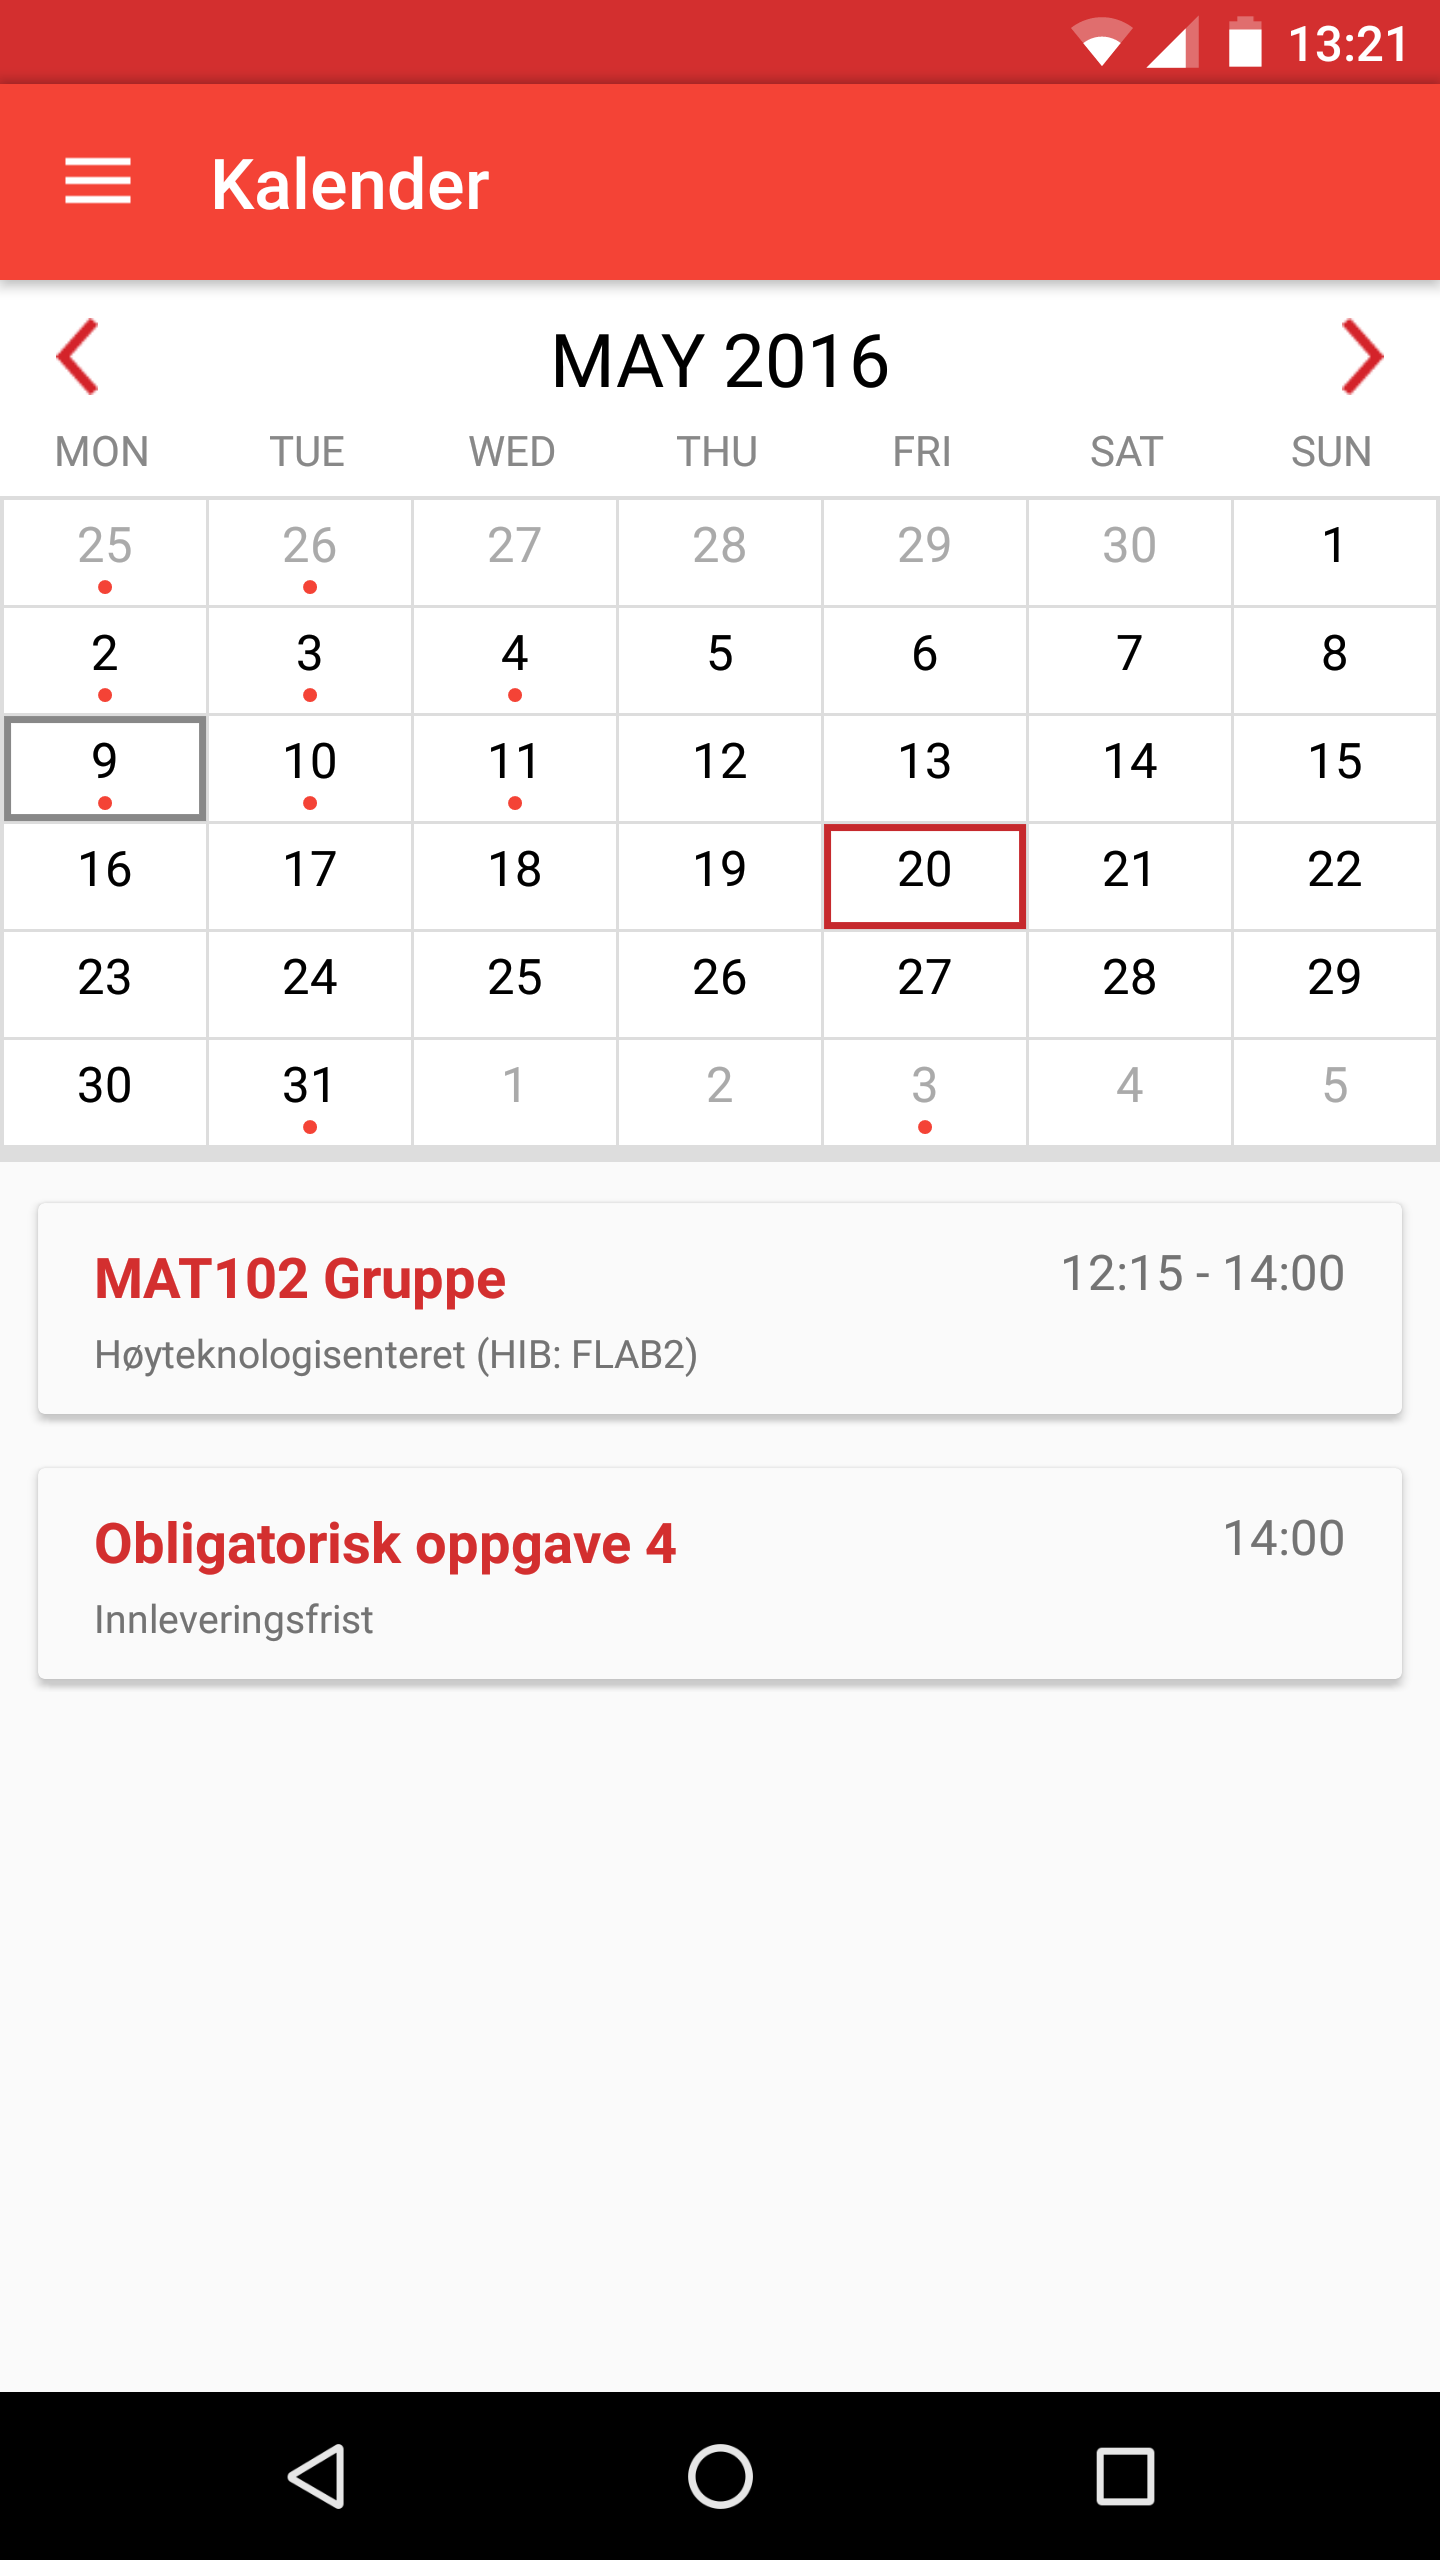 13:21
Kalender
MAY 2016
MON TUE WED THU FRI SAT SUN
25 26 27 28 29 30 1
2 3 4 5 6 7 8
9 10 11 12 13 14 15
16 17 18 19 20 21 22
23 24 25 26 27 28 29
30 31 1 2 3 4 5
MAT102 Gruppe 12:15 - 14:00
Høyteknologisenteret (HIB: FLAB2)
Obligatorisk oppgave 4 14:00
Innleveringsfrist